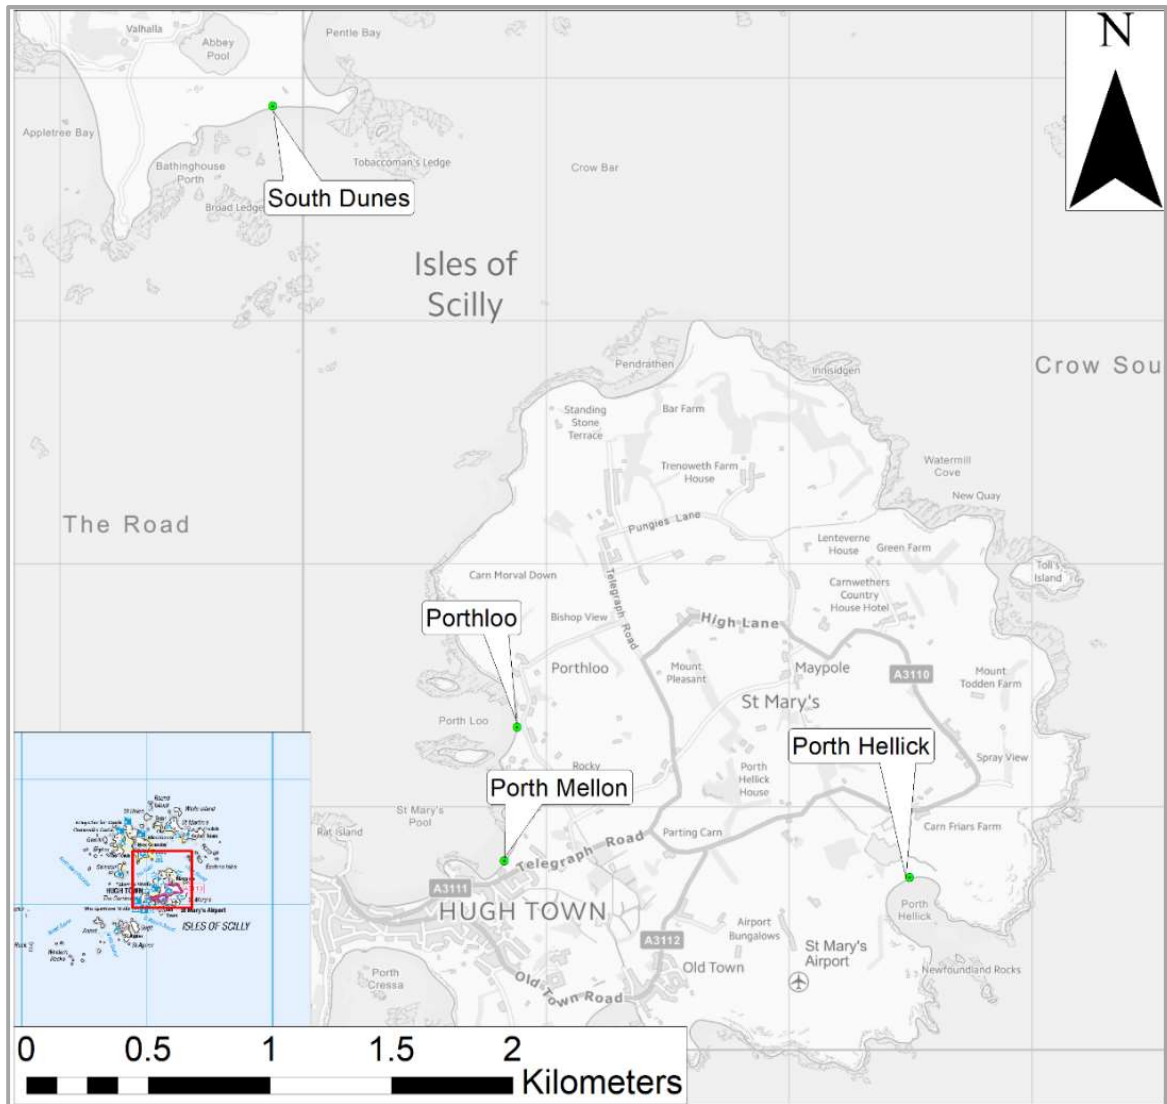 Valhalla
Abbey
Pool
Pentle Bay
N
Appletree Bay
Bathinghouse
Porth
Tobaccoman's Ledge
Crow Bar
South Dunes
Broad Ledge
Isles of
Scilly
Pendrathen
Innisidgen
Crow Sou
Standing
Stone
Terrace
Bar Farm
Trenoweth Farm
House
Watermill
Cove
New Quay
The Road
Pungies Lane
Lenteverne
House
Green Farm
Toll's
Island
Carn Morval Down
Telegraph Road
Carnwethers
Country
House Hotel
Porthloo
Bishop View
High Lane
Porthloo
Mount
Pleasant
Maypole
A3110
Mount
Todden Farm
St Mary's
Porth Loo
Porth Hellick
Spray View
Rocky
Porth
Hellick
House
Porth Mellon
St Mary's
Pool
Rat Island
Parting Carn
Carn Friars Farm
Telegraph Road
A3111
HUGH TOWN
Porth
Hellick
Airport
Bungalows
A3112
St Mary's
Airport
Old Town
Newfoundland Rocks
Porth
Cressa
Old Town Road
HUGH TOWN
St Mary's Airport
ISLES OF SCILLY
0 0.5 1 1.5 2
Kilometers